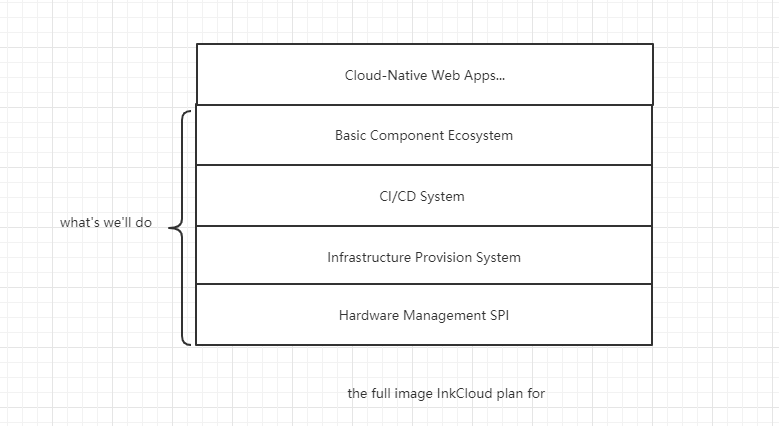 Cloud-Native Web Apps...
Basic Component Ecosystem
CI/CD System
what's we'll do
Infrastructure Provision System
Hardware Management SPI
the full image InkCloud plan for